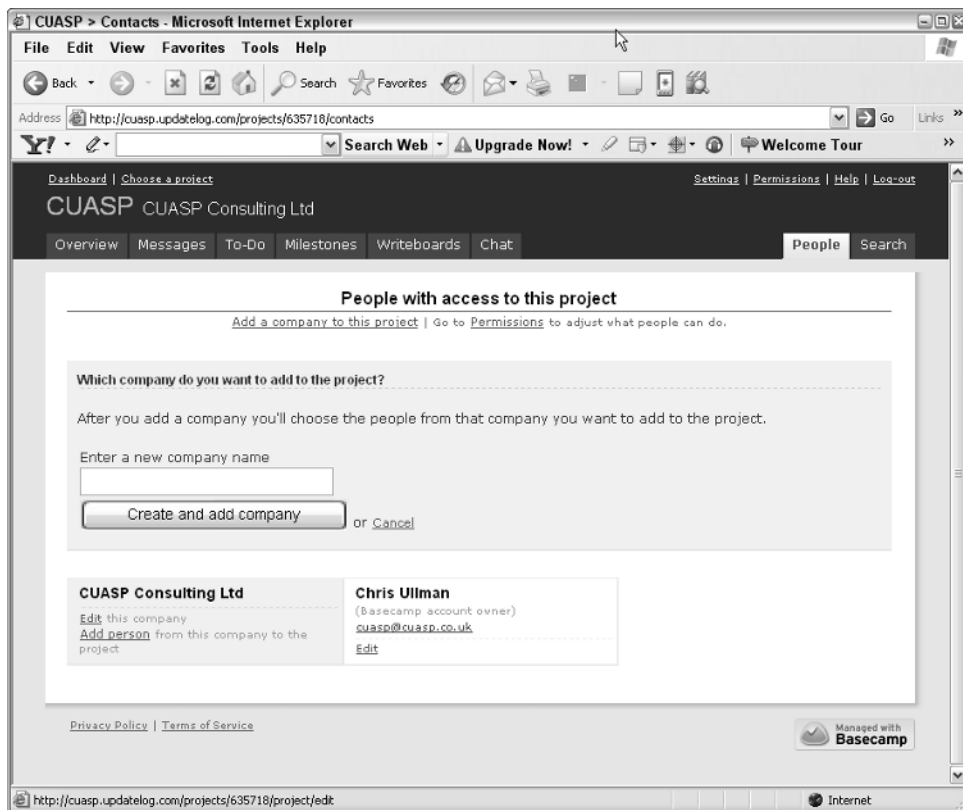 CUASP > Contacts - Microsoft Internet Explorer
File Edit View Favorites Tools Help
Back Search Favorites
Address http://cuasp.updatelog.com/projects/635718/contacts Go Links »
Y! Search Web Upgrade Now! Welcome Tour »
Dashboard | Choose a project Settings | Permissions | Help | Log-out
CUASP CUASP Consulting Ltd
Overview Messages To-Do Milestones Writeboards Chat People Search
People with access to this project
Add a company to this project | Go to Permissions to adjust what people can do.
Which company do you want to add to the project?
After you add a company you'll choose the people from that company you want to add to the project.
Enter a new company name
Create and add company or Cancel
CUASP Consulting Ltd Chris Ullman
(Basecamp account owner)
Edit this company cuasp@cuasp.co.uk
Add person from this company to the
project Edit
Privacy Policy | Terms of Service Managed with
Basecamp
http://cuasp.updatelog.com/projects/635718/project/edit Internet